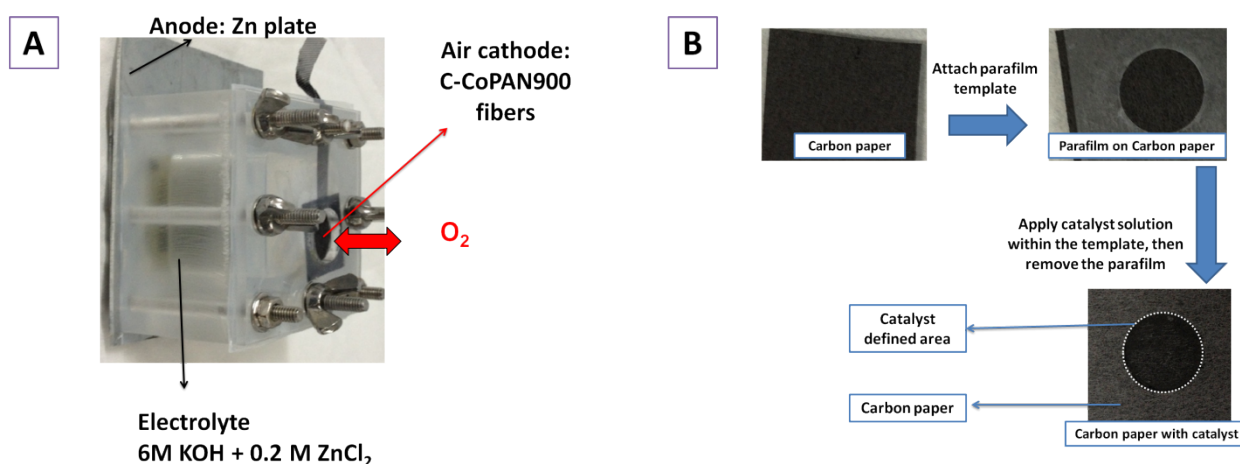 A
Anode: Zn plate
Air cathode:
C-CoPAN900
fibers
O₂
Electrolyte
6M KOH + 0.2 M ZnCl₂
B
Attach parafilm
template
Carbon paper
Parafilm on Carbon paper
Apply catalyst solution
within the template, then
remove the parafilm
Catalyst
defined area
Carbon paper
Carbon paper with catalyst